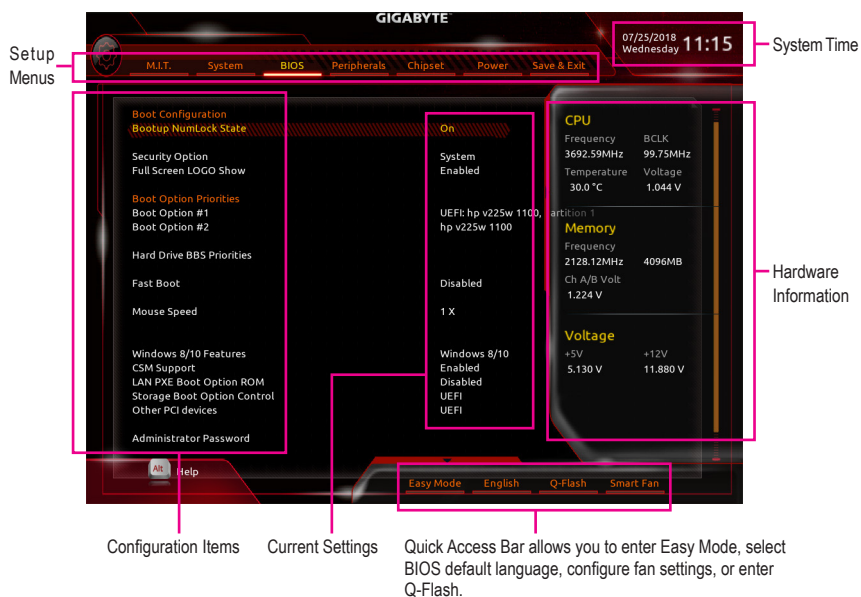 GIGABYTE
Setup
Menus
M.I.T. System BIOS Peripherals Chipset Power Save & Exit
07/25/2018
Wednesday 11:15
System Time
Boot Configuration
Bootup NumLock State On
Security Option System
Full Screen LOGO Show Enabled
Boot Option Priorities
Boot Option #1 UEFI: hp v225w 1100, Partition 1
Boot Option #2 hp v225w 1100
Hard Drive BBS Priorities
Fast Boot Disabled
Mouse Speed 1 X
Windows 8/10 Features Windows 8/10
CSM Support Enabled
LAN PXE Boot Option ROM Disabled
Storage Boot Option Control UEFI
Other PCI devices UEFI
Administrator Password
CPU
Frequency BCLK
3692.59MHz 99.75MHz
Temperature Voltage
30.0 °C 1.044 V
Memory
Frequency
2128.12MHz 4096MB
Ch A/B Volt
1.224 V
Voltage
+5V +12V
5.130 V 11.880 V
Hardware
Information
Alt Help
Easy Mode English Q-Flash Smart Fan
Configuration Items
Current Settings
Quick Access Bar allows you to enter Easy Mode, select
BIOS default language, configure fan settings, or enter
Q-Flash.